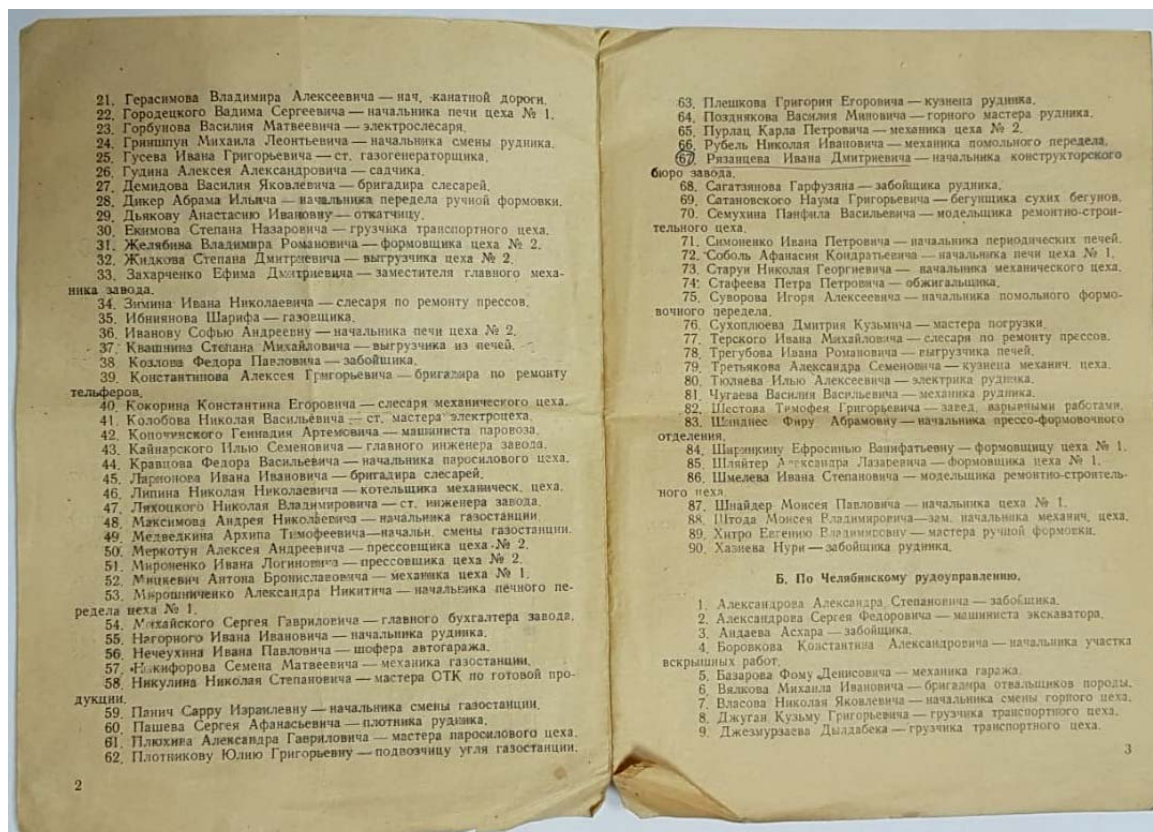 21. Герасимова Владимира Алексеевича — нач. канатной дороги.
22. Городецкого Вадима Сергеевича — начальника печи цеха № 1.
23. Горбунова Василия Матвеевича — электрослесаря.
24. Гриншпун Михаила Леонтьевича — начальника смены рудника.
25. Гусева Ивана Григорьевича — ст. газогенераторщика.
26. Гудина Алексея Александровича — садчика.
27. Демидова Василия Яковлевича — бригадира слесарей.
28. Дикер Абрама Ильича — начальника передела ручной формовки.
29. Дьякову Анастасию Ивановну — откатчицу.
30. Екимова Степана Назаровича — грузчика транспортного цеха.
31. Желябина Владимира Романовича — формовщика цеха № 2.
32. Жидкова Степана Дмитриевича — выгрузчика цеха № 2.
33. Захарченко Ефима Дмитриевича — заместителя главного меха-
ника завода.
34. Зимина Ивана Николаевича — слесаря по ремонту прессов.
35. Ибниянова Шарифа — газовщика.
36. Иванову Софью Андреевну — начальника печи цеха № 2.
37. Квашнина Степана Михайловича — выгрузчика из печей.
38 Козлова Федора Павловича — забойщика.
39. Константинова Алексея Григорьевича — бригадира по ремонту
тельферов.
40. Кокорина Константина Егоровича — слесаря механического цеха.
41. Колобова Николая Васильевича — ст. мастера электроцеха.
42. Копочинского Геннадия Артемовича — машиниста паровоза.
43. Кайнарского Илью Семеновича — главного инженера завода.
44. Кравцова Федора Васильевича — начальника паросилового цеха.
45. Ларионова Ивана Ивановича — бригадира слесарей.
46. Липина Николая Николаевича — котельщика механическ. цеха.
47. Ляхоцкого Николая Владимировича — ст. инженера завода.
48. Максимова Андрея Николаевича — начальника газостанции.
49. Медведкина Архипа Тимофеевича — начальн. смены газостанции.
50. Меркотун Алексея Андреевича — прессовщика цеха № 2.
51. Мироненко Ивана Логиновича — прессовщика цеха № 2.
52. Мицкевич Антона Брониславовича — механика цеха № 1.
53. Мирошниченко Александра Никитича — начальника печного пе-
редела цеха № 1.
54. Михайского Сергея Гавриловича — главного бухгалтера завода.
55. Нагорного Ивана Ивановича — начальника рудника.
56. Нечеухина Ивана Павловича — шофера автогаража.
57. Никифорова Семена Матвеевича — механика газостанции.
58. Никулина Николая Степановича — мастера ОТК по готовой про-
дукции.
59. Панич Сарру Израилевну — начальника смены газостанции.
60. Пашева Сергея Афанасьевича — плотника рудника.
61. Плюхина Александра Гавриловича — мастера паросилового цеха.
62. Плотникову Юлию Григорьевну — подвозчицу угля газостанции.
2
63. Плешкова Григория Егоровича — кузнеца рудника.
64. Позднякова Василия Миновича — горного мастера рудника.
65. Пурлац Карла Петровича — механика цеха № 2.
66. Рубель Николая Ивановича — механика помольного передела.
67. Рязанцева Ивана Дмитриевича — начальника конструкторского
бюро завода.
68. Сагатзянова Гарфузяна — забойщика рудника.
69. Сатановского Наума Григорьевича — бегунщика сухих бегунов.
70. Семухина Панфила Васильевича — модельщика ремонтно-строи-
тельного цеха.
71. Симоненко Ивана Петровича — начальника периодических печей.
72. Соболь Афанасия Кондратьевича — начальника печи цеха № 1.
73. Старун Николая Георгиевича — начальника механического цеха.
74. Стафеева Петра Петровича — обжигальщика.
75. Суворова Игоря Алексеевича — начальника помольного формо-
вочного передела.
76. Сухоплюева Дмитрия Кузьмича — мастера погрузки.
77. Терского Ивана Михайловича — слесаря по ремонту прессов.
78. Трегубова Ивана Романовича — выгрузчика печей.
79. Третьякова Александра Семеновича — кузнеца механич. цеха.
80. Тюляева Илью Алексеевича — электрика рудника.
81. Чугаева Василия Васильевича — механика рудника.
82. Шестова Тимофея Григорьевича — завед. взрывными работами.
83. Шанднес Фиру Абрамовну — начальника прессо-формовочного
отделения.
84. Ширянкину Ефросинью Ванифатьевну — формовщицу цеха № 1.
85. Шляйтер Александра Лазаревича — формовщика цеха № 1.
86. Шмелева Ивана Степановича — модельщика ремонтно-строитель-
ного цеха.
87. Шнайдер Моисея Павловича — начальника цеха № 1.
88. Штода Моисея Владимировича — зам. начальника механич. цеха.
89. Хитро Евгению Владимировну — мастера ручной формовки.
90. Хазиева Нури — забойщика рудника.
Б. По Челябинскому рудоуправлению.
1. Александрова Александра Степановича — забойщика.
2. Александрова Сергея Федоровича — машиниста экскаватора.
3. Андаева Асхара — забойщика.
4. Боровкова Константина Александровича — начальника участка
вскрышных работ.
5. Базарова Фому Денисовича — механика гаража.
6. Вялкова Михаила Ивановича — бригадира отвальщиков породы.
7. Власова Николая Яковлевича — начальника смены горного цеха.
8. Джуган Кузьму Григорьевича — грузчика транспортного цеха.
9. Джезмурзаева Дылдабека — грузчика транспортного цеха.
3